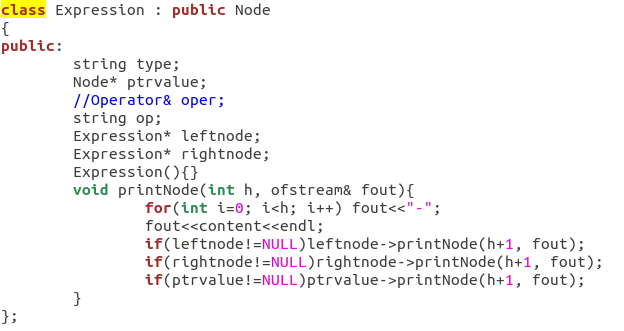 class Expression : public Node
{
public:
        string type;
        Node* ptrvalue;
        //Operator& oper;
        string op;
        Expression* leftnode;
        Expression* rightnode;
        Expression(){}
        void printNode(int h, ofstream& fout){
                for(int i=0; i<h; i++) fout<<"-";
                fout<<content<<endl;
                if(leftnode!=NULL)leftnode->printNode(h+1, fout);
                if(rightnode!=NULL)rightnode->printNode(h+1, fout);
                if(ptrvalue!=NULL)ptrvalue->printNode(h+1, fout);
        }
};